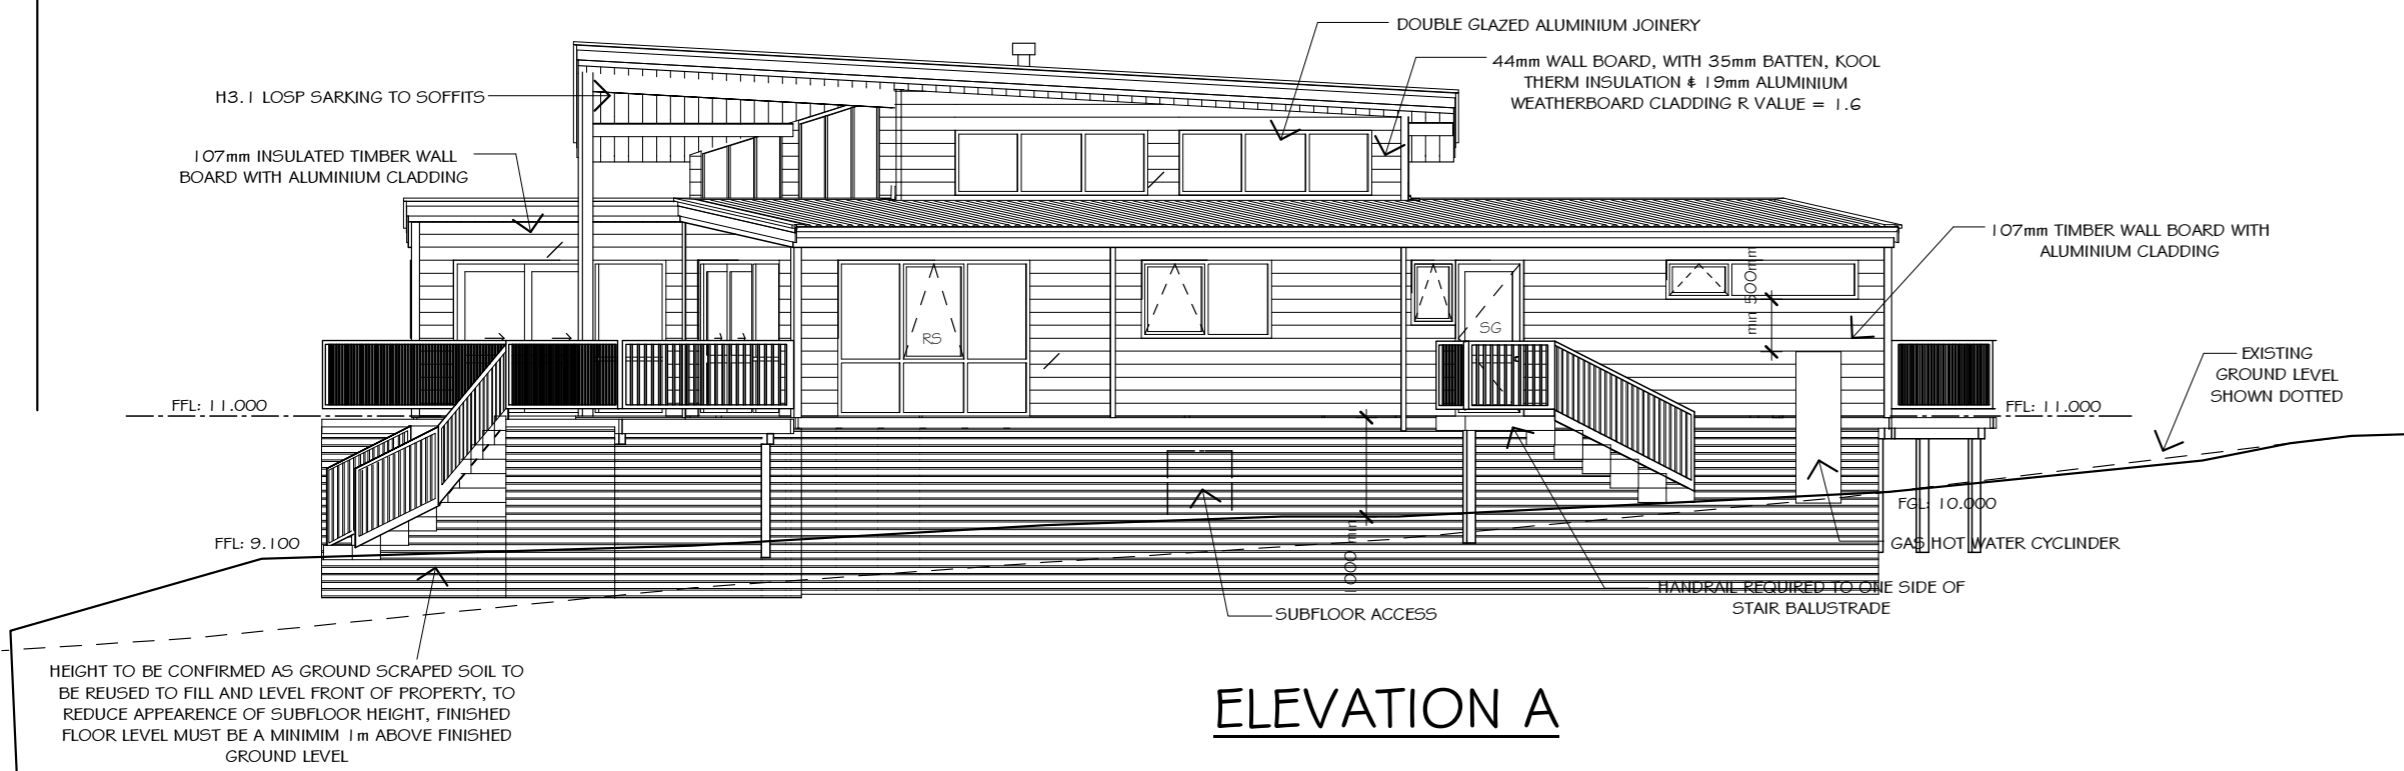 DOUBLE GLAZED ALUMINIUM JOINERY
44mm WALL BOARD, WITH 35mm BATTEN, KOOL
THERM INSULATION & 19mm ALUMINIUM
WEATHERBOARD CLADDING R VALUE = 1.6
H3.1 LOSP SARKING TO SOFFITS
107mm INSULATED TIMBER WALL
BOARD WITH ALUMINIUM CLADDING
107mm TIMBER WALL BOARD WITH
ALUMINIUM CLADDING
min 500mm
RS
SG
EXISTING
GROUND LEVEL
SHOWN DOTTED
FFL: 11.000
FFL: 11.000
FGL: 10.000
FFL: 9.100
GAS HOT WATER CYCLINDER
1000 min
HANDRAIL REQUIRED TO ONE SIDE OF
STAIR BALUSTRADE
SUBFLOOR ACCESS
HEIGHT TO BE CONFIRMED AS GROUND SCRAPED SOIL TO
BE REUSED TO FILL AND LEVEL FRONT OF PROPERTY, TO
REDUCE APPEARENCE OF SUBFLOOR HEIGHT, FINISHED
FLOOR LEVEL MUST BE A MINIMIM 1m ABOVE FINISHED
GROUND LEVEL
ELEVATION A